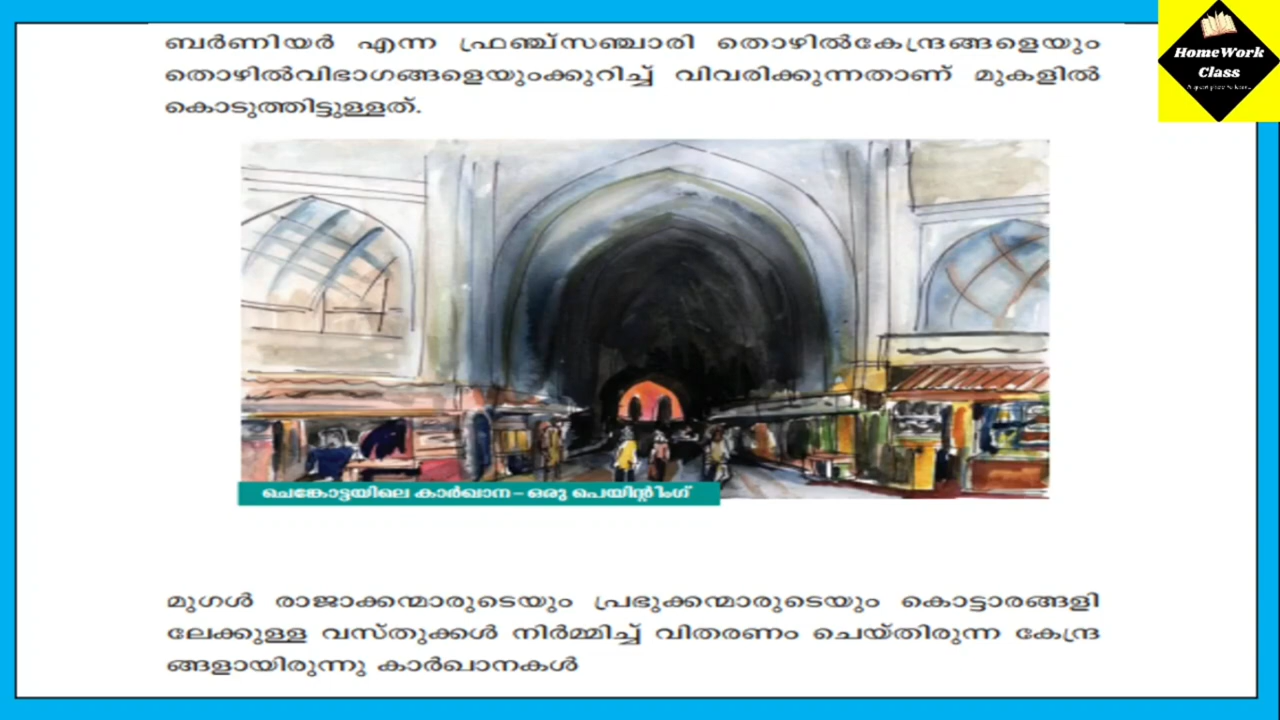 ബർണിയർ എന്ന ഫ്രഞ്ച്സഞ്ചാരി തൊഴിൽകേന്ദ്രങ്ങളെയും
തൊഴിൽവിഭാഗങ്ങളെയുംക്കുറിച്ച് വിവരിക്കുന്നതാണ് മുകളിൽ
കൊടുത്തിട്ടുള്ളത്.
HomeWork
Class
ചെങ്കോട്ടയിലെ കാർഖാന – ഒരു പെയിന്റിംഗ്
മുഗൾ രാജാക്കന്മാരുടെയും പ്രഭുക്കന്മാരുടെയും കൊട്ടാരങ്ങളി
ലേക്കുള്ള വസ്തുക്കൾ നിർമ്മിച്ച് വിതരണം ചെയ്തിരുന്ന കേന്ദ്ര
ങ്ങളായിരുന്നു കാർഖാനകൾ